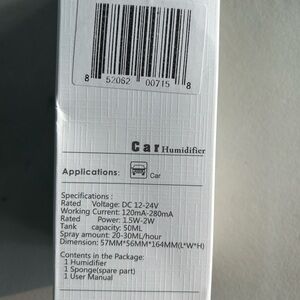 8 52062 00715 8
Car Humidifier
Applications: Car
Specifications :
Rated Voltage: DC 12-24V
Working Current: 120mA-280mA
Rated Power: 1.5W-2W
Tank capacity: 50ML
Spray amount: 20-30ML/hour
Dimension: 57MM*56MM*164MM(L*W*H)
Contents in the Package:
1 Humidifier
1 Sponge(spare part)
1 User Manual